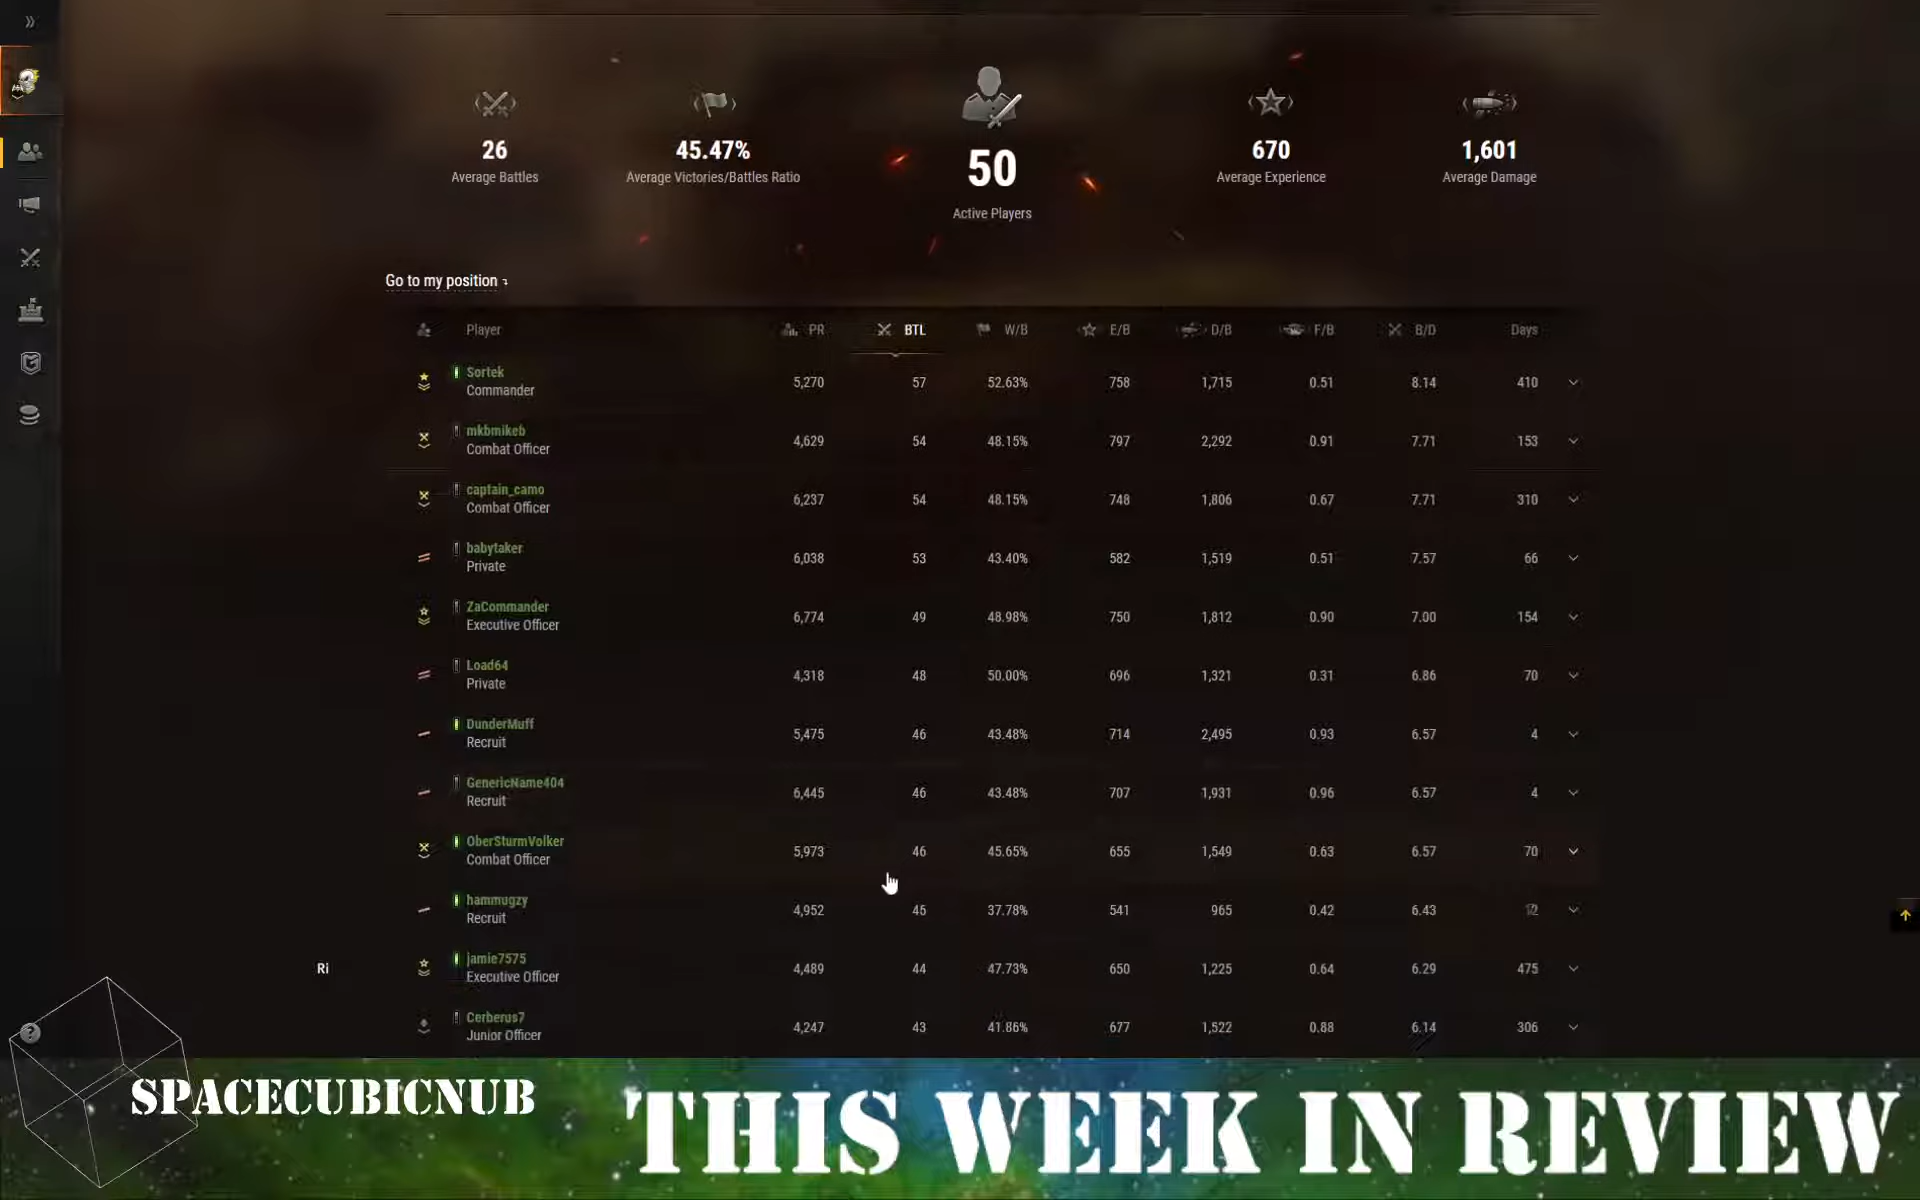 26
Average Battles
45.47%
Average Victories/Battles Ratio
50
Active Players
670
Average Experience
1,601
Average Damage
Go to my position
Player PR BTL W/B E/B D/B F/B B/D Days
Sortek
Commander
5,270 57 52.63% 758 1,715 0.51 8.14 410
mkbmikeb
Combat Officer
4,629 54 48.15% 797 2,292 0.91 7.71 153
captain_camo
Combat Officer
6,237 54 48.15% 748 1,806 0.67 7.71 310
babytaker
Private
6,038 53 43.40% 582 1,519 0.51 7.57 66
ZaCommander
Executive Officer
6,774 49 48.98% 750 1,812 0.90 7.00 154
Load64
Private
4,318 48 50.00% 696 1,321 0.31 6.86 70
DunderMuff
Recruit
5,475 46 43.48% 714 2,495 0.93 6.57 4
GenericName404
Recruit
6,445 46 43.48% 707 1,931 0.96 6.57 4
OberSturmVolker
Combat Officer
5,973 46 45.65% 655 1,549 0.63 6.57 70
hammugzy
Recruit
4,952 45 37.78% 541 965 0.42 6.43
Ri
jamie7575
Executive Officer
4,489 44 47.73% 650 1,225 0.64 6.29 475
Cerberus7
Junior Officer
4,247 43 41.86% 677 1,522 0.88 6.14 306
SPACECUBICNUB
THIS WEEK IN REVIEW